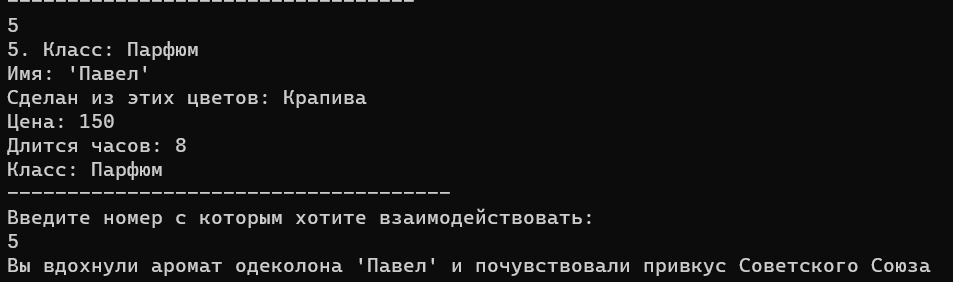 -----------------------------------
5
5. Класс: Парфюм
Имя: 'Павел'
Сделан из этих цветов: Крапива
Цена: 150
Длится часов: 8
Класс: Парфюм
-------------------------------------
Введите номер с которым хотите взаимодействовать:
5
Вы вдохнули аромат одеколона 'Павел' и почувствовали привкус Советского Союза